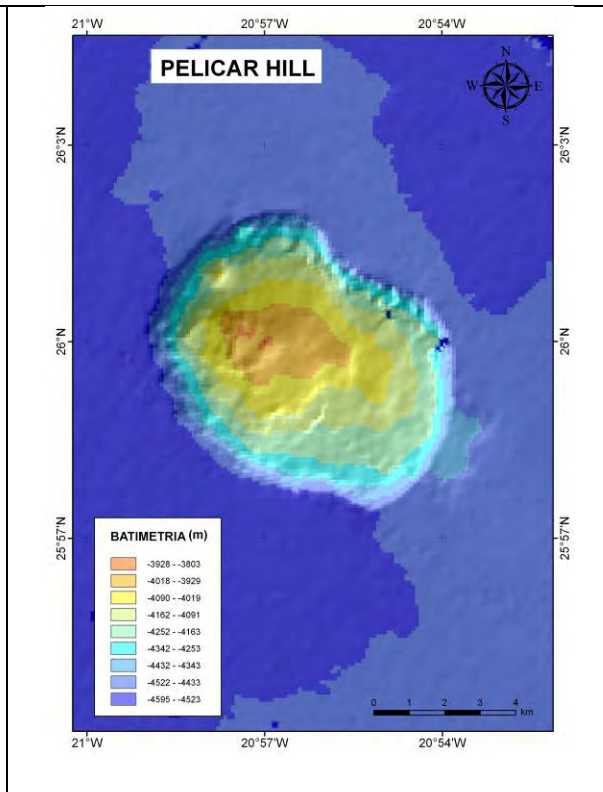 21°W 20°57'W 20°54'W
PELICAR HILL
N
W E
S
26°3'N 26°3'N
26°N 26°N
25°57'N 25°57'N
BATIMETRIA (m)
-3928 - -3803
-4018 - -3929
-4090 - -4019
-4162 - -4091
-4252 - -4163
-4342 - -4253
-4432 - -4343
-4522 - -4433
-4595 - -4523
0 1 2 3 4
km
21°W 20°57'W 20°54'W